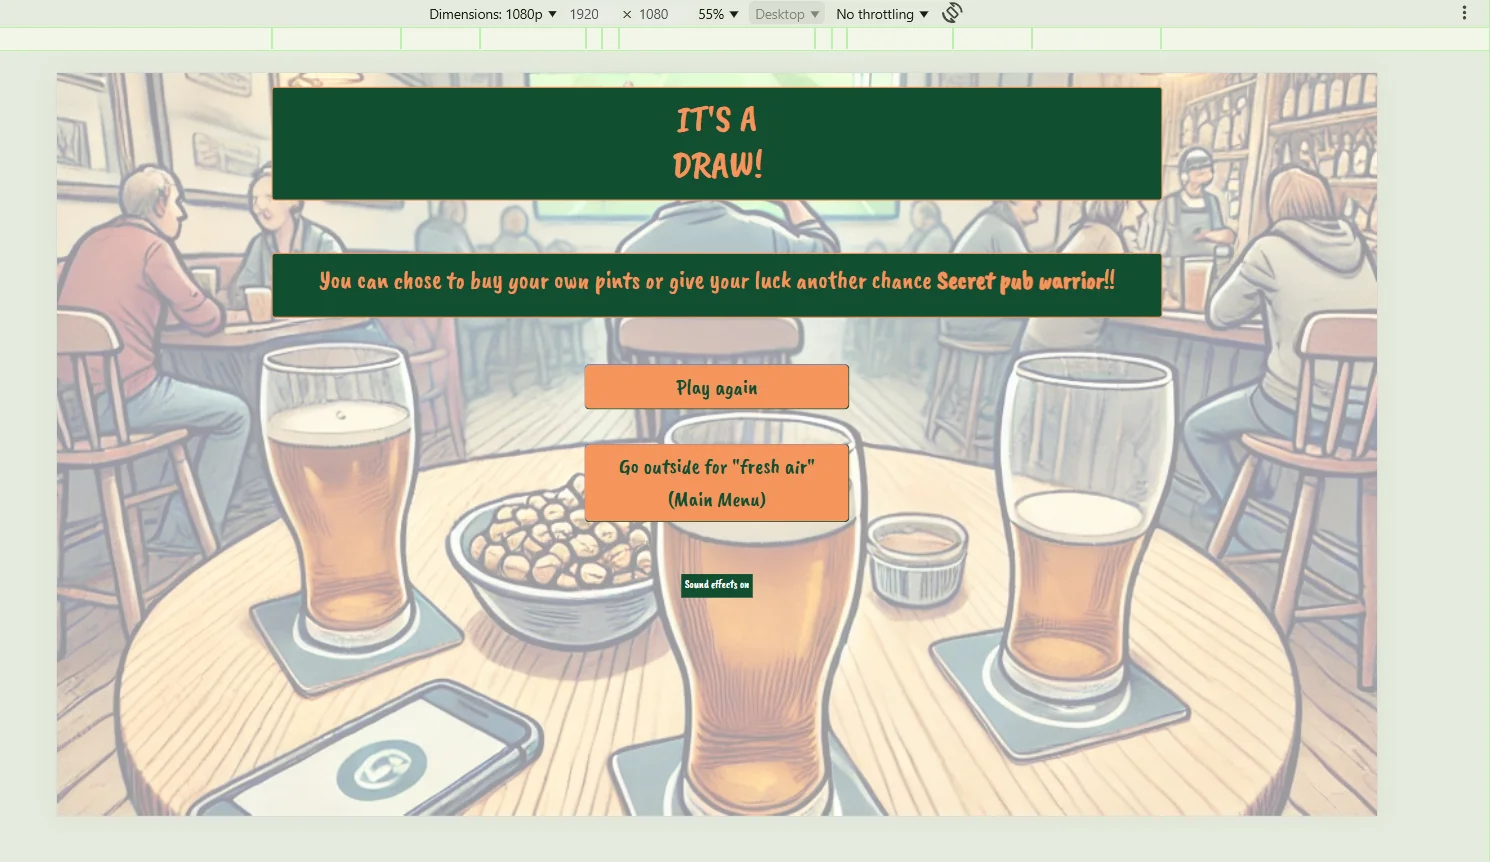 Dimensions: 1080p 1920 × 1080 55% Desktop No throttling
IT'S A
DRAW!
You can chose to buy your own pints or give your luck another chance Secret pub warrior!!
Play again
Go outside for "fresh air"
(Main Menu)
Sound effects on